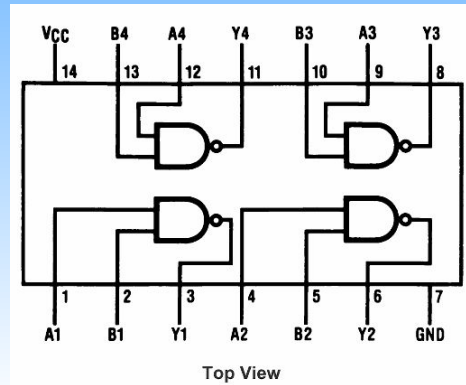 VCC B4 A4 Y4 B3 A3 Y3
14 13 12 11 10 9 8
1 2 3 4 5 6 7
A1 B1 Y1 A2 B2 Y2 GND
Top View